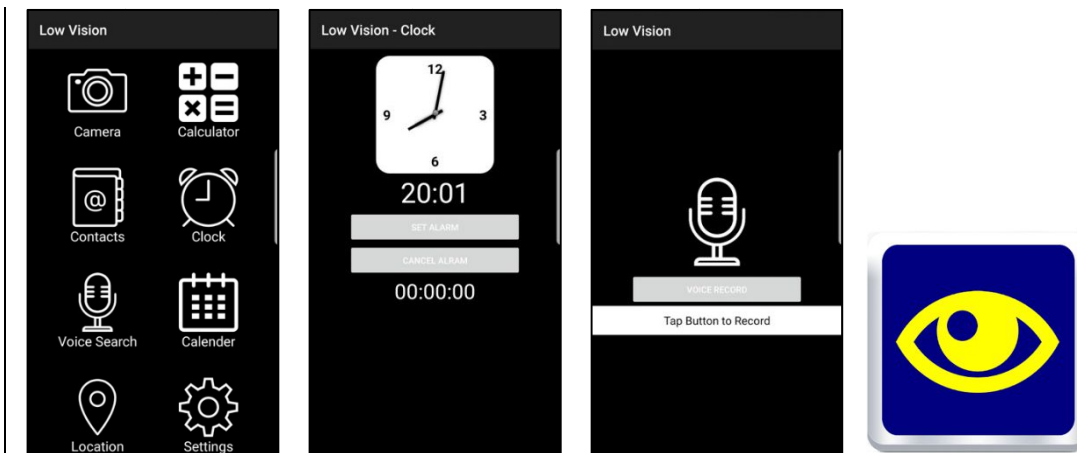 Low Vision
Camera Calculator
@
Contacts Clock
Voice Search Calender
Location Settings
Low Vision - Clock
12
9 3
6
20:01
SET ALARM
CANCEL ALRAM
00:00:00
Low Vision
VOICE RECORD
Tap Button to Record